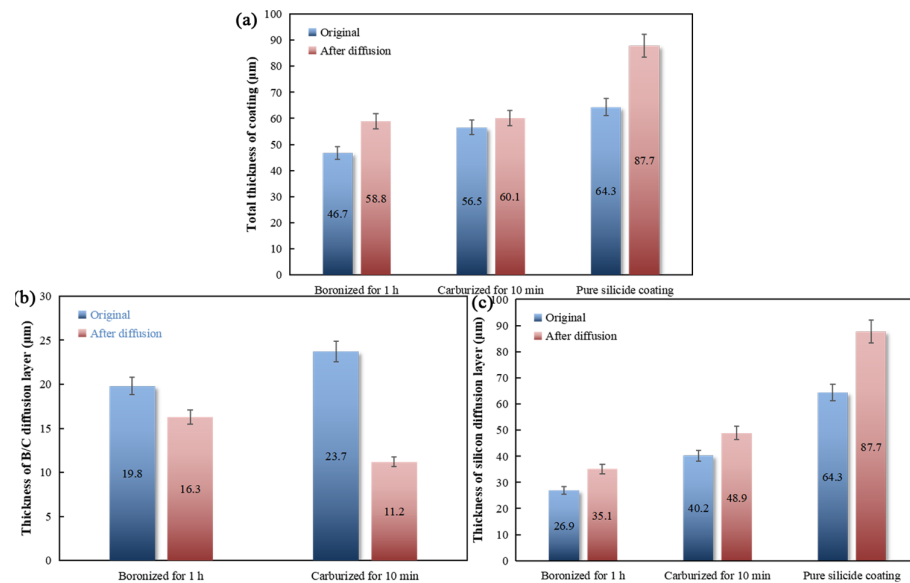 (a)
Original
After diffusion
Total thickness of coating (μm)
100
90
80
70
60
50
40
30
20
10
0
46.7
58.8
56.5
60.1
64.3
87.7
Boronized for 1 h
Carburized for 10 min
Pure silicide coating
(b)
Original
After diffusion
Thickness of B/C diffusion layer (μm)
30
25
20
15
10
5
0
19.8
16.3
23.7
11.2
Boronized for 1 h
Carburized for 10 min
(c)
Original
After diffusion
Thickness of silicon diffusion layer (μm)
100
90
80
70
60
50
40
30
20
10
0
26.9
35.1
40.2
48.9
64.3
87.7
Boronized for 1 h
Carburized for 10 min
Pure silicide coating